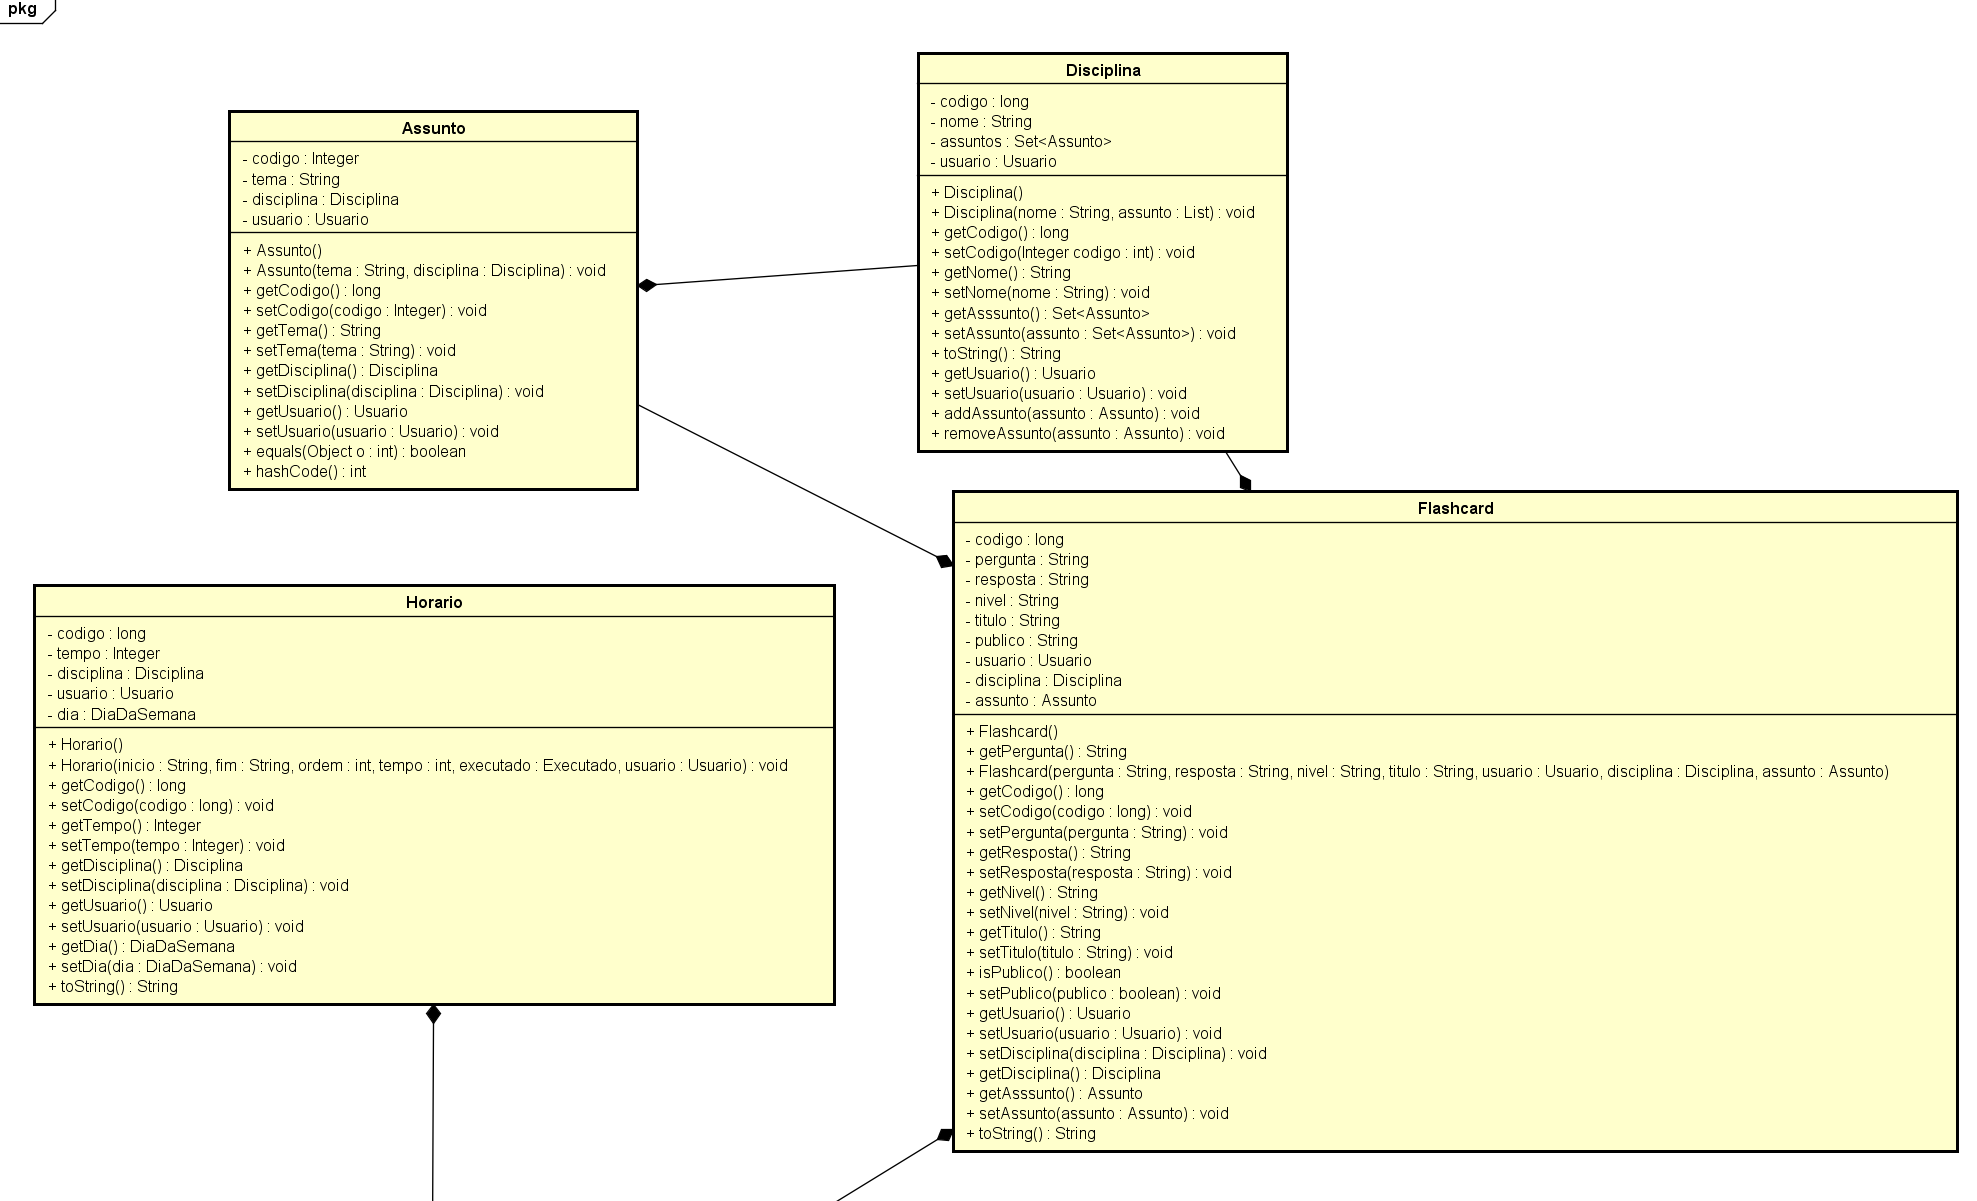 pkg
Assunto
- codigo : Integer
- tema : String
- disciplina : Disciplina
- usuario : Usuario
+ Assunto()
+ Assunto(tema : String, disciplina : Disciplina) : void
+ getCodigo() : long
+ setCodigo(codigo : Integer) : void
+ getTema() : String
+ setTema(tema : String) : void
+ getDisciplina() : Disciplina
+ setDisciplina(disciplina : Disciplina) : void
+ getUsuario() : Usuario
+ setUsuario(usuario : Usuario) : void
+ equals(Object o : int) : boolean
+ hashCode() : int
Disciplina
- codigo : long
- nome : String
- assuntos : Set<Assunto>
- usuario : Usuario
+ Disciplina()
+ Disciplina(nome : String, assunto : List) : void
+ getCodigo() : long
+ setCodigo(Integer codigo : int) : void
+ getNome() : String
+ setNome(nome : String) : void
+ getAsssunto() : Set<Assunto>
+ setAssunto(assunto : Set<Assunto>) : void
+ toString() : String
+ getUsuario() : Usuario
+ setUsuario(usuario : Usuario) : void
+ addAssunto(assunto : Assunto) : void
+ removeAssunto(assunto : Assunto) : void
Horario
- codigo : long
- tempo : Integer
- disciplina : Disciplina
- usuario : Usuario
- dia : DiaDaSemana
+ Horario()
+ Horario(inicio : String, fim : String, ordem : int, tempo : int, executado : Executado, usuario : Usuario) : void
+ getCodigo() : long
+ setCodigo(codigo : long) : void
+ getTempo() : Integer
+ setTempo(tempo : Integer) : void
+ getDisciplina() : Disciplina
+ setDisciplina(disciplina : Disciplina) : void
+ getUsuario() : Usuario
+ setUsuario(usuario : Usuario) : void
+ getDia() : DiaDaSemana
+ setDia(dia : DiaDaSemana) : void
+ toString() : String
Flashcard
- codigo : long
- pergunta : String
- resposta : String
- nivel : String
- titulo : String
- publico : String
- usuario : Usuario
- disciplina : Disciplina
- assunto : Assunto
+ Flashcard()
+ getPergunta() : String
+ Flashcard(pergunta : String, resposta : String, nivel : String, titulo : String, usuario : Usuario, disciplina : Disciplina, assunto : Assunto)
+ getCodigo() : long
+ setCodigo(codigo : long) : void
+ setPergunta(pergunta : String) : void
+ getResposta() : String
+ setResposta(resposta : String) : void
+ getNivel() : String
+ setNivel(nivel : String) : void
+ getTitulo() : String
+ setTitulo(titulo : String) : void
+ isPublico() : boolean
+ setPublico(publico : boolean) : void
+ getUsuario() : Usuario
+ setUsuario(usuario : Usuario) : void
+ setDisciplina(disciplina : Disciplina) : void
+ getDisciplina() : Disciplina
+ getAsssunto() : Assunto
+ setAssunto(assunto : Assunto) : void
+ toString() : String